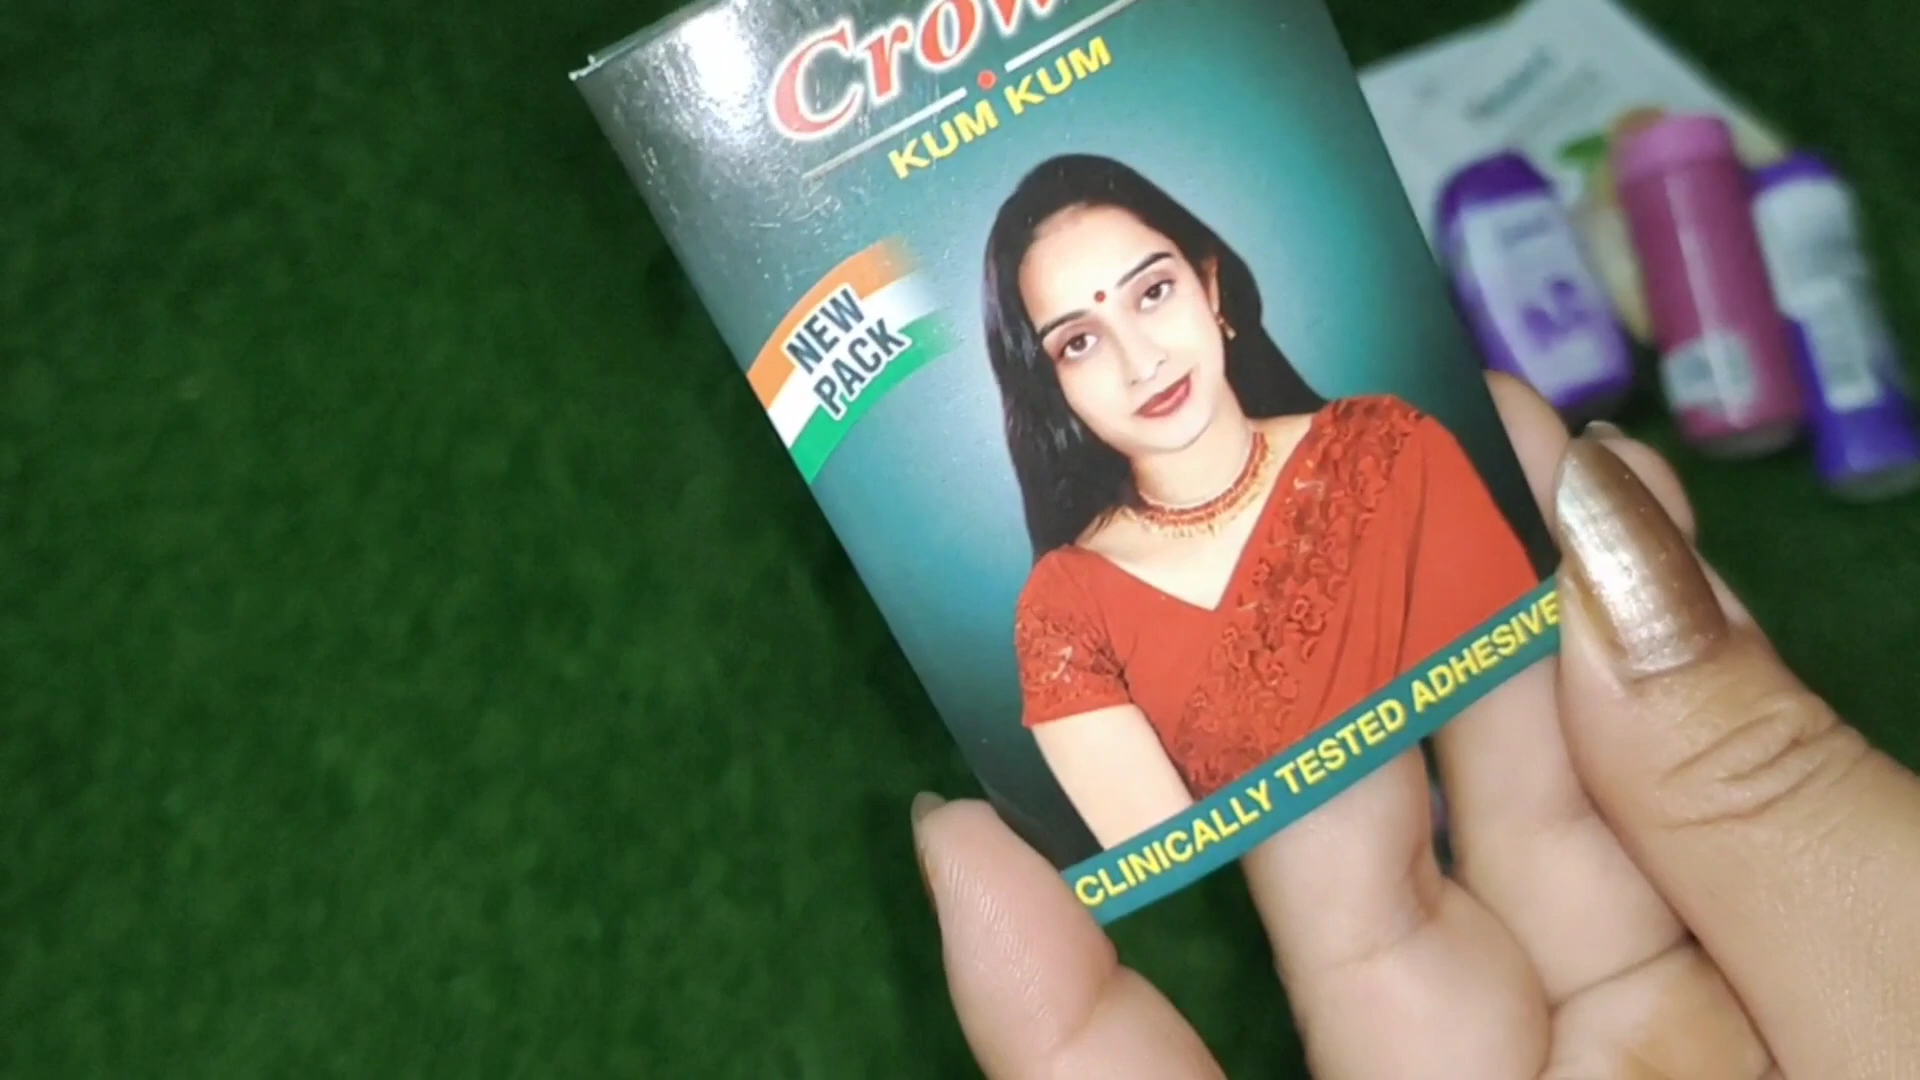 Crow
KUM KUM
NEW
PACK
CLINICALLY TESTED ADHESIVE